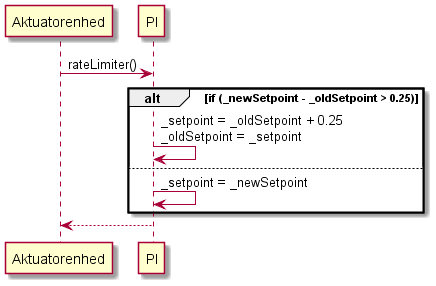 Aktuatorenhed PI
rateLimiter()
alt [if (_newSetpoint - _oldSetpoint > 0.25)]
_setpoint = _oldSetpoint + 0.25
_oldSetpoint = _setpoint
_setpoint = _newSetpoint
Aktuatorenhed PI